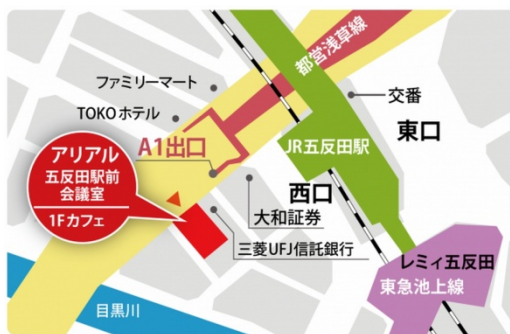 都営浅草線
ファミリーマート
TOKOホテル
交番
東口
A1出口
JR五反田駅
アリアル
五反田駅前
会議室
1Fカフェ
西口
大和証券
三菱UFJ信託銀行
レミィ五反田
東急池上線
目黒川